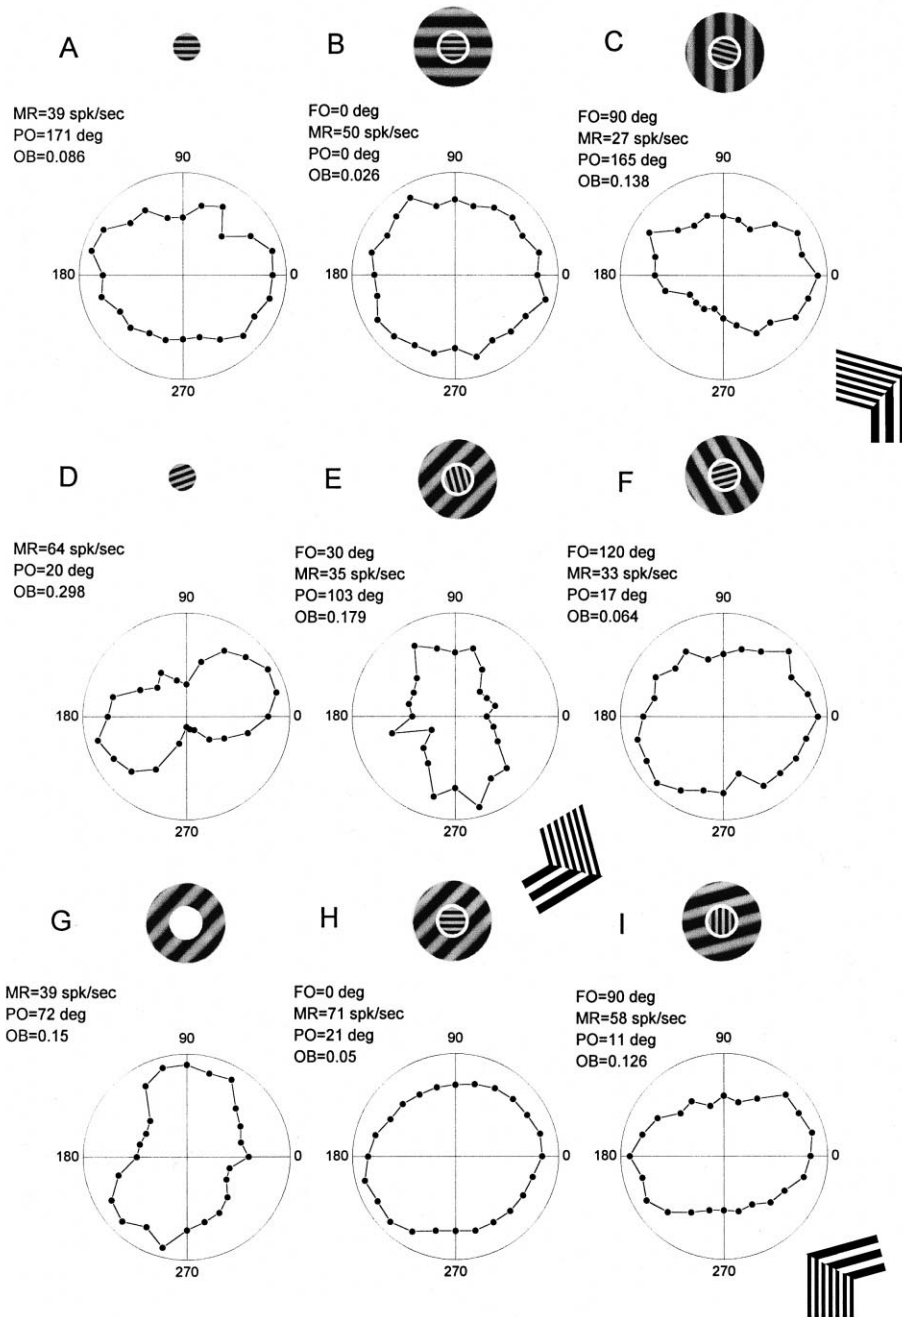 A
MR=39 spk/sec
PO=171 deg
OB=0.086
90
180
0
270
B
FO=0 deg
MR=50 spk/sec
PO=0 deg
OB=0.026
90
180
0
270
C
FO=90 deg
MR=27 spk/sec
PO=165 deg
OB=0.138
90
180
0
270
D
MR=64 spk/sec
PO=20 deg
OB=0.298
90
180
0
270
E
FO=30 deg
MR=35 spk/sec
PO=103 deg
OB=0.179
90
180
0
270
F
FO=120 deg
MR=33 spk/sec
PO=17 deg
OB=0.064
90
180
0
270
G
MR=39 spk/sec
PO=72 deg
OB=0.15
90
180
0
270
H
FO=0 deg
MR=71 spk/sec
PO=21 deg
OB=0.05
90
180
0
270
I
FO=90 deg
MR=58 spk/sec
PO=11 deg
OB=0.126
90
180
0
270